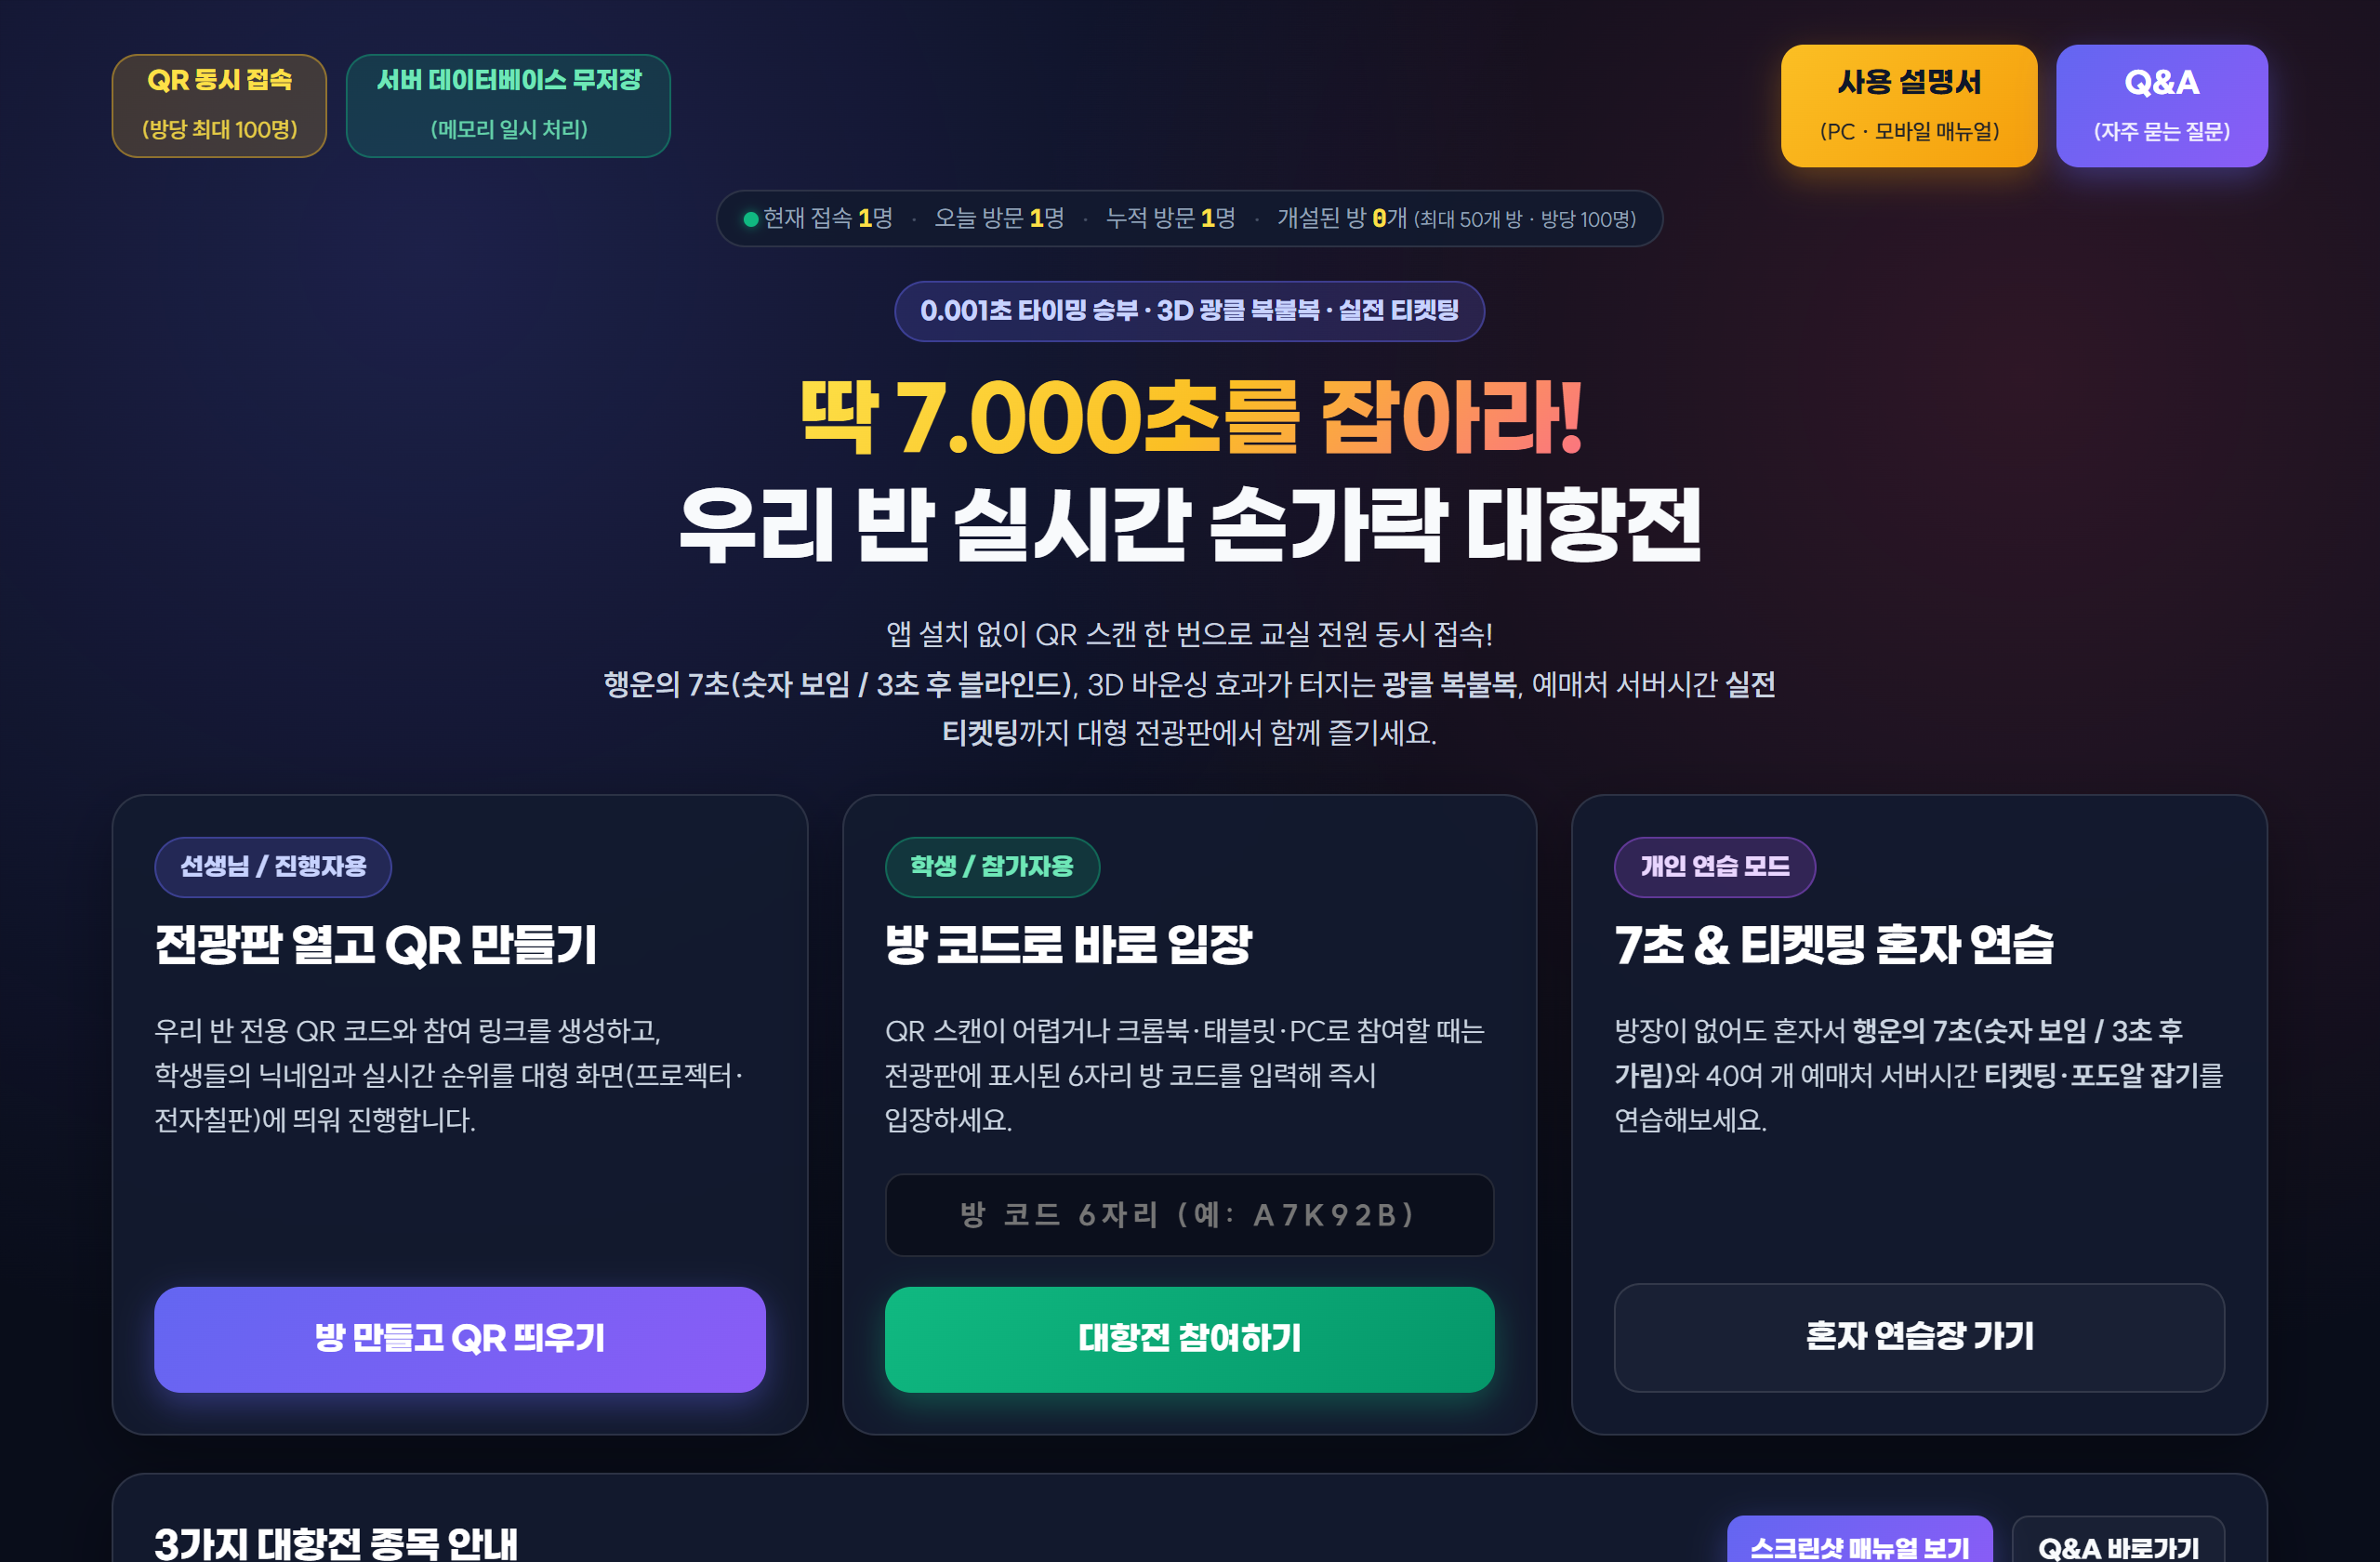 QR 동시 접속
(방당 최대 100명)
서버 데이터베이스 무저장
(메모리 일시 처리)
사용 설명서
(PC · 모바일 매뉴얼)
Q&A
(자주 묻는 질문)
현재 접속 1명 · 오늘 방문 1명 · 누적 방문 1명 · 개설된 방 0개 (최대 50개 방 · 방당 100명)
0.001초 타이밍 승부 · 3D 광클 복불복 · 실전 티켓팅
딱 7.000초를 잡아라!
우리 반 실시간 손가락 대항전
앱 설치 없이 QR 스캔 한 번으로 교실 전원 동시 접속!
행운의 7초(숫자 보임 / 3초 후 블라인드), 3D 바운싱 효과가 터지는 광클 복불복, 예매처 서버시간 실전
티켓팅까지 대형 전광판에서 함께 즐기세요.
선생님 / 진행자용
전광판 열고 QR 만들기
우리 반 전용 QR 코드와 참여 링크를 생성하고,
학생들의 닉네임과 실시간 순위를 대형 화면(프로젝터 ·
전자칠판)에 띄워 진행합니다.
방 만들고 QR 띄우기
학생 / 참가자용
방 코드로 바로 입장
QR 스캔이 어렵거나 크롬북·태블릿·PC로 참여할 때는
전광판에 표시된 6자리 방 코드를 입력해 즉시
입장하세요.
방 코드 6자리 (예: A7K92B)
대항전 참여하기
개인 연습 모드
7초 & 티켓팅 혼자 연습
방장이 없어도 혼자서 행운의 7초(숫자 보임 / 3초 후
가림)와 40여 개 예매처 서버시간 티켓팅·포도알 잡기를
연습해보세요.
혼자 연습장 가기
3가지 대항전 종목 안내
스크린샷 매뉴얼 보기
Q&A 바로가기